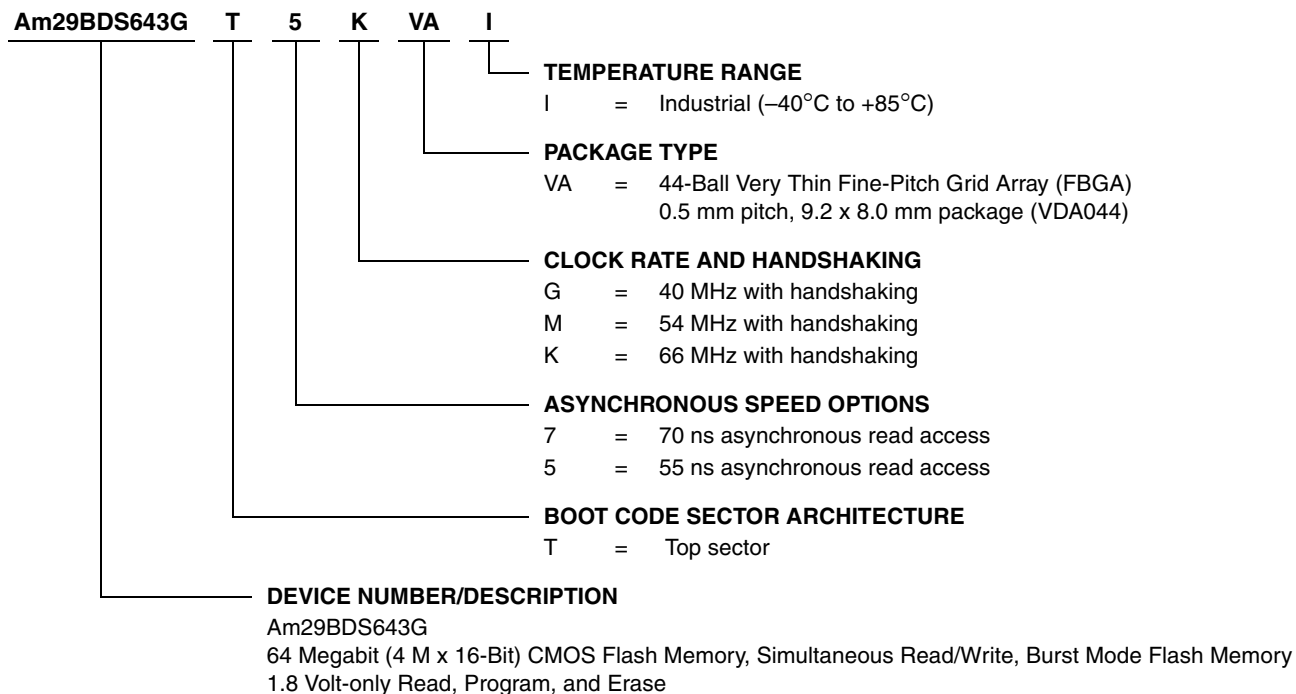 Am29BDS643G T 5 K VA I
TEMPERATURE RANGE
I = Industrial (–40°C to +85°C)
PACKAGE TYPE
VA = 44-Ball Very Thin Fine-Pitch Grid Array (FBGA)
0.5 mm pitch, 9.2 x 8.0 mm package (VDA044)
CLOCK RATE AND HANDSHAKING
G = 40 MHz with handshaking
M = 54 MHz with handshaking
K = 66 MHz with handshaking
ASYNCHRONOUS SPEED OPTIONS
7 = 70 ns asynchronous read access
5 = 55 ns asynchronous read access
BOOT CODE SECTOR ARCHITECTURE
T = Top sector
DEVICE NUMBER/DESCRIPTION
Am29BDS643G
64 Megabit (4 M x 16-Bit) CMOS Flash Memory, Simultaneous Read/Write, Burst Mode Flash Memory
1.8 Volt-only Read, Program, and Erase